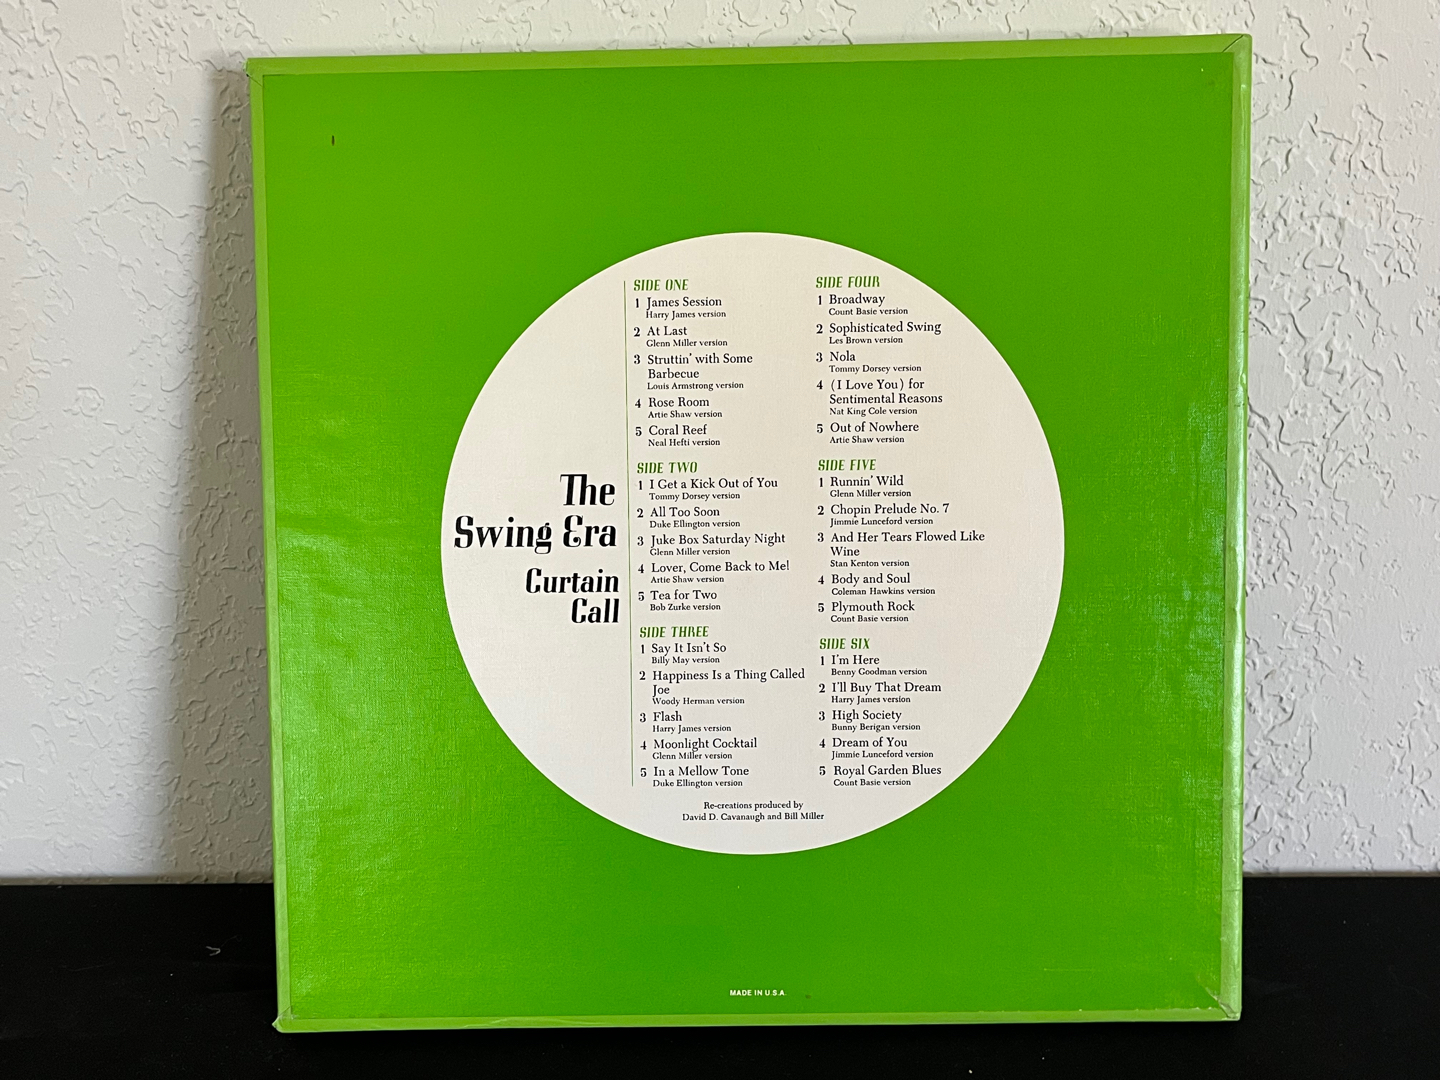 The
Swing Era
Curtain
Call
SIDE ONE
1 James Session
Harry James version
2 At Last
Glenn Miller version
3 Struttin' with Some
Barbecue
Louis Armstrong version
4 Rose Room
Artie Shaw version
5 Coral Reef
Neal Hefti version
SIDE TWO
1 I Get a Kick Out of You
Tommy Dorsey version
2 All Too Soon
Duke Ellington version
3 Juke Box Saturday Night
Glenn Miller version
4 Lover, Come Back to Me!
Artie Shaw version
5 Tea for Two
Bob Zurke version
SIDE THREE
1 Say It Isn't So
Billy May version
2 Happiness Is a Thing Called
Joe
Woody Herman version
3 Flash
Harry James version
4 Moonlight Cocktail
Glenn Miller version
5 In a Mellow Tone
Duke Ellington version
SIDE FOUR
1 Broadway
Count Basie version
2 Sophisticated Swing
Les Brown version
3 Nola
Tommy Dorsey version
4 (I Love You) for
Sentimental Reasons
Nat King Cole version
5 Out of Nowhere
Artie Shaw version
SIDE FIVE
1 Runnin' Wild
Glenn Miller version
2 Chopin Prelude No. 7
Jimmie Lunceford version
3 And Her Tears Flowed Like
Wine
Stan Kenton version
4 Body and Soul
Coleman Hawkins version
5 Plymouth Rock
Count Basie version
SIDE SIX
1 I'm Here
Benny Goodman version
2 I'll Buy That Dream
Harry James version
3 High Society
Bunny Berigan version
4 Dream of You
Jimmie Lunceford version
5 Royal Garden Blues
Count Basie version
Re-creations produced by
David D. Cavanaugh and Bill Miller
MADE IN U.S.A.